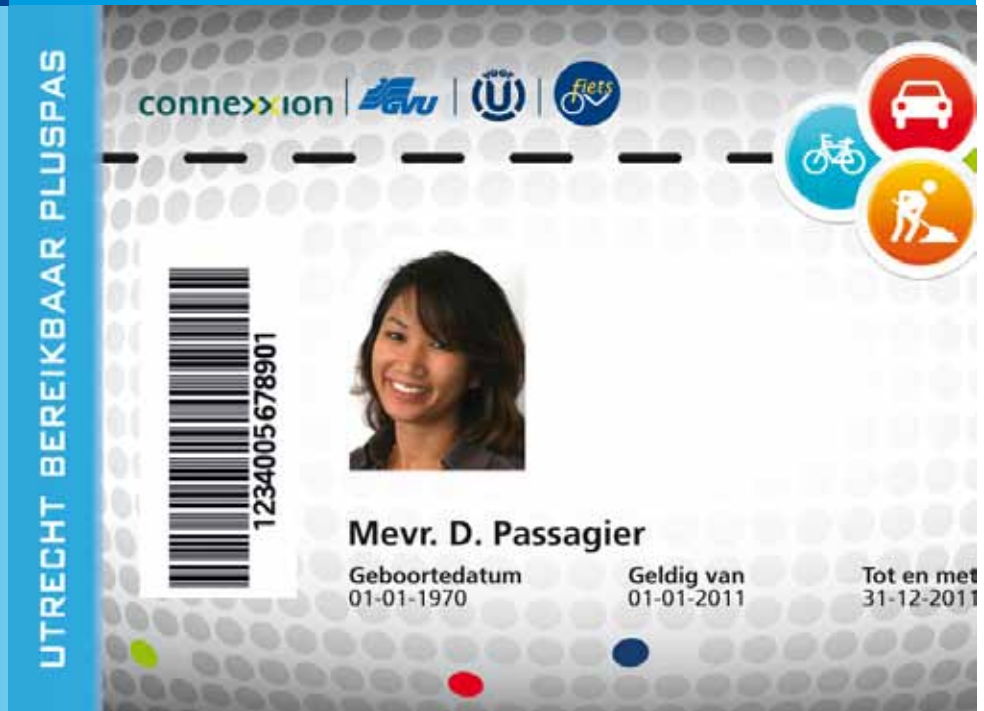 UTRECHT BEREIKBAAR PLUSPAS
connexxion
GVU
VOOR
U
fiets
1234005678901
Mevr. D. Passagier
Geboortedatum
01-01-1970
Geldig van
01-01-2011
Tot en met
31-12-2011